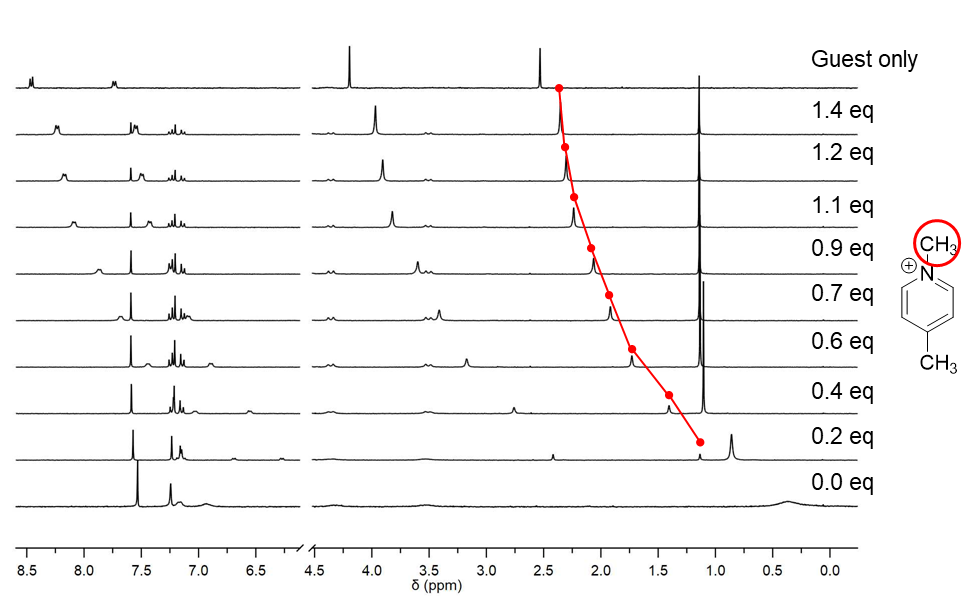 Guest only
1.4 eq
1.2 eq
1.1 eq
0.9 eq
0.7 eq
0.6 eq
0.4 eq
0.2 eq
0.0 eq
CH3
+
N
CH3
8.5 8.0 7.5 7.0 6.5 4.5 4.0 3.5 3.0 2.5 2.0 1.5 1.0 0.5 0.0
δ (ppm)